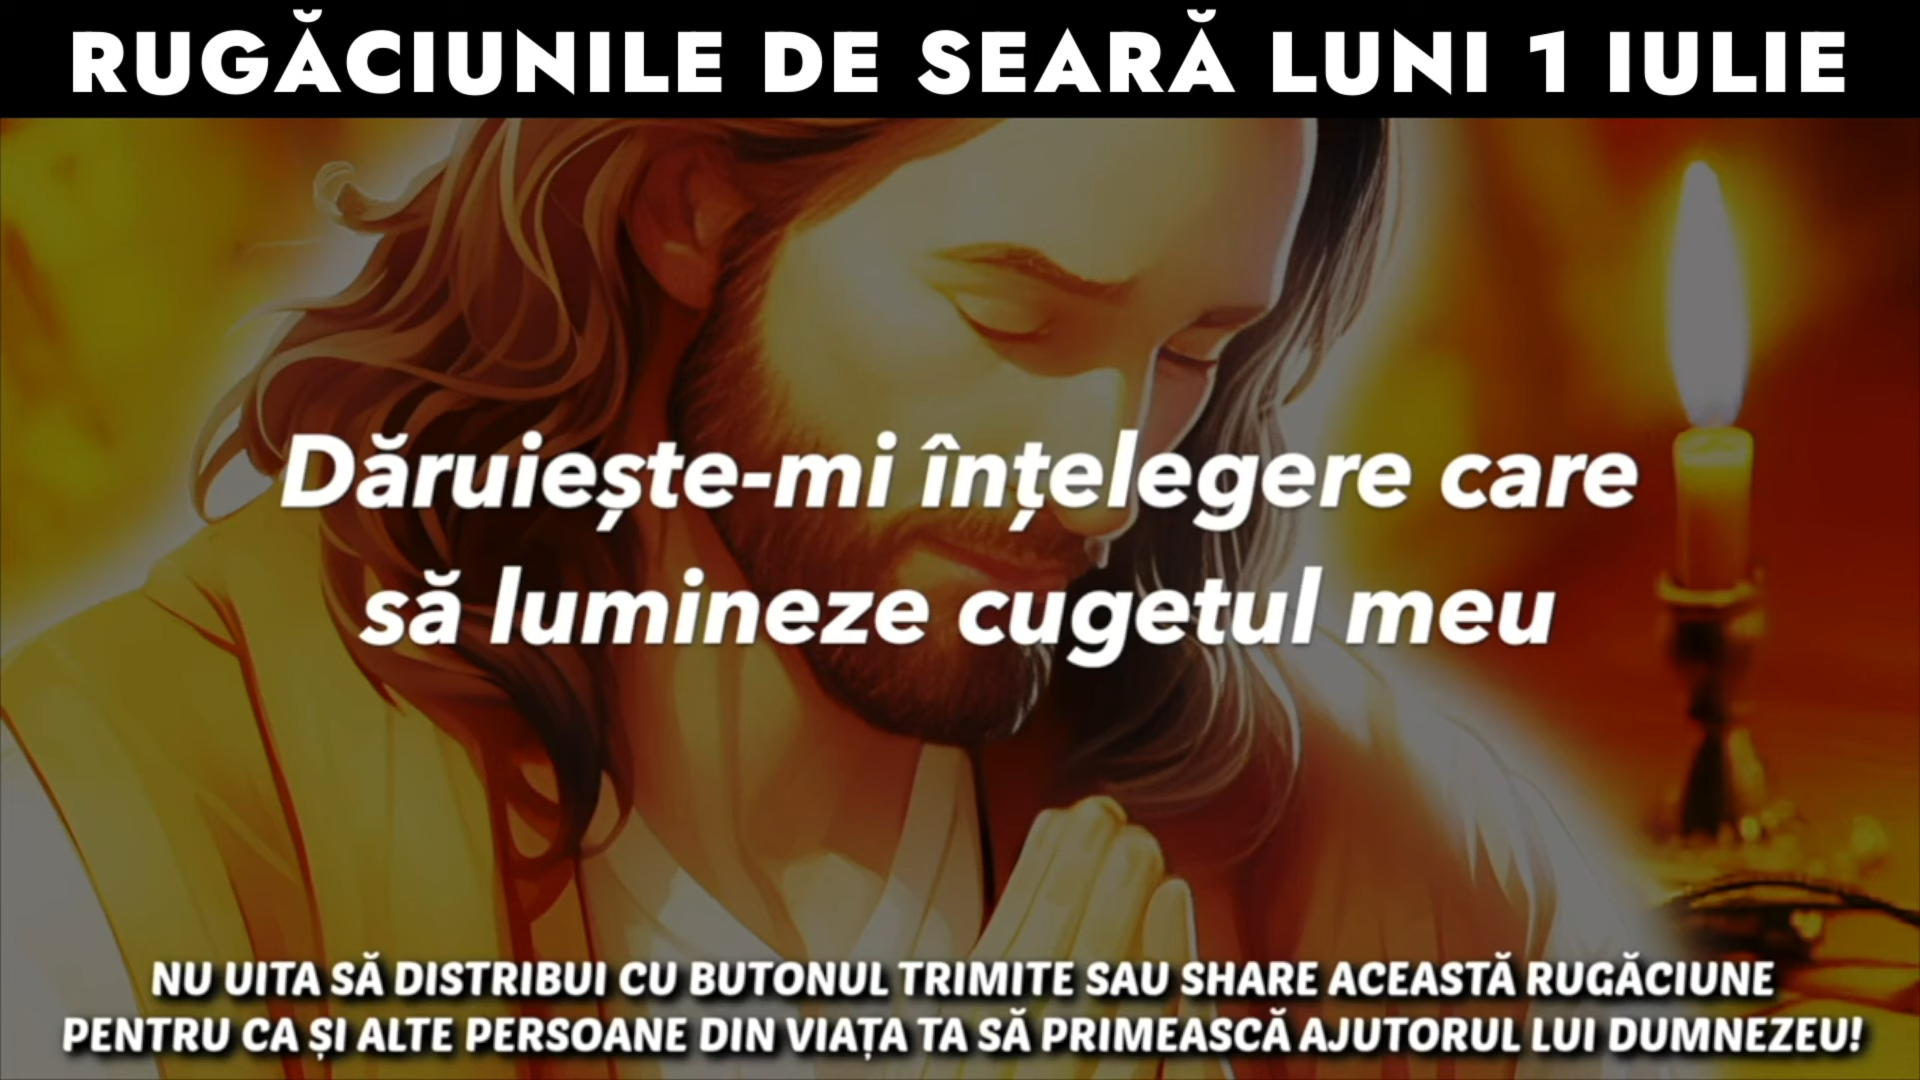 RUGĂCIUNILE DE SEARĂ LUNI 1 IULIE
Dăruiește-mi înțelegere care
să lumineze cugetul meu
NU UITA SĂ DISTRIBUI CU BUTONUL TRIMITE SAU SHARE ACEASTĂ RUGĂCIUNE
PENTRU CA ȘI ALTE PERSOANE DIN VIAȚA TA SĂ PRIMEASCĂ AJUTORUL LUI DUMNEZEU!